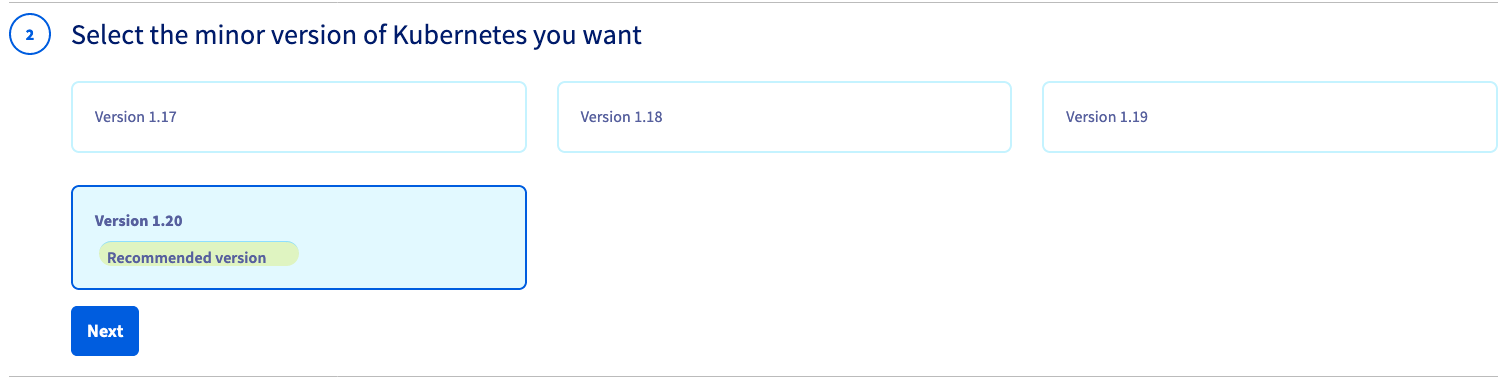 2
Select the minor version of Kubernetes you want
Version 1.17
Version 1.18
Version 1.19
Version 1.20
Recommended version
Next